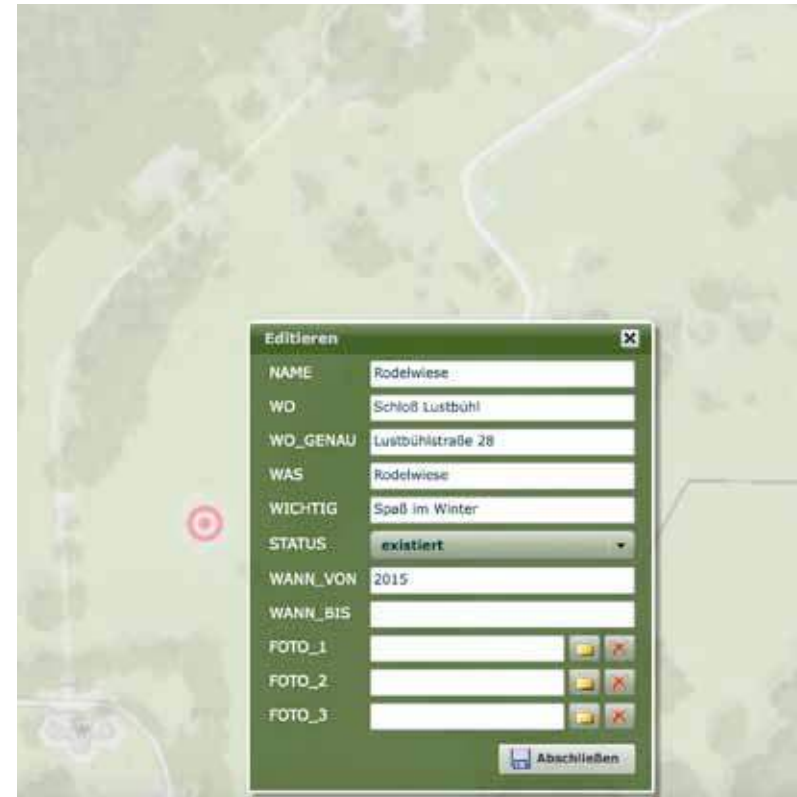 Editieren
NAME Rodelwiese
WO Schloß Lustbühl
WO_GENAU Lustbühlstraße 28
WAS Rodelwiese
WICHTIG Spaß im Winter
STATUS existiert
WANN_VON 2015
WANN_BIS
FOTO_1
FOTO_2
FOTO_3
Abschließen